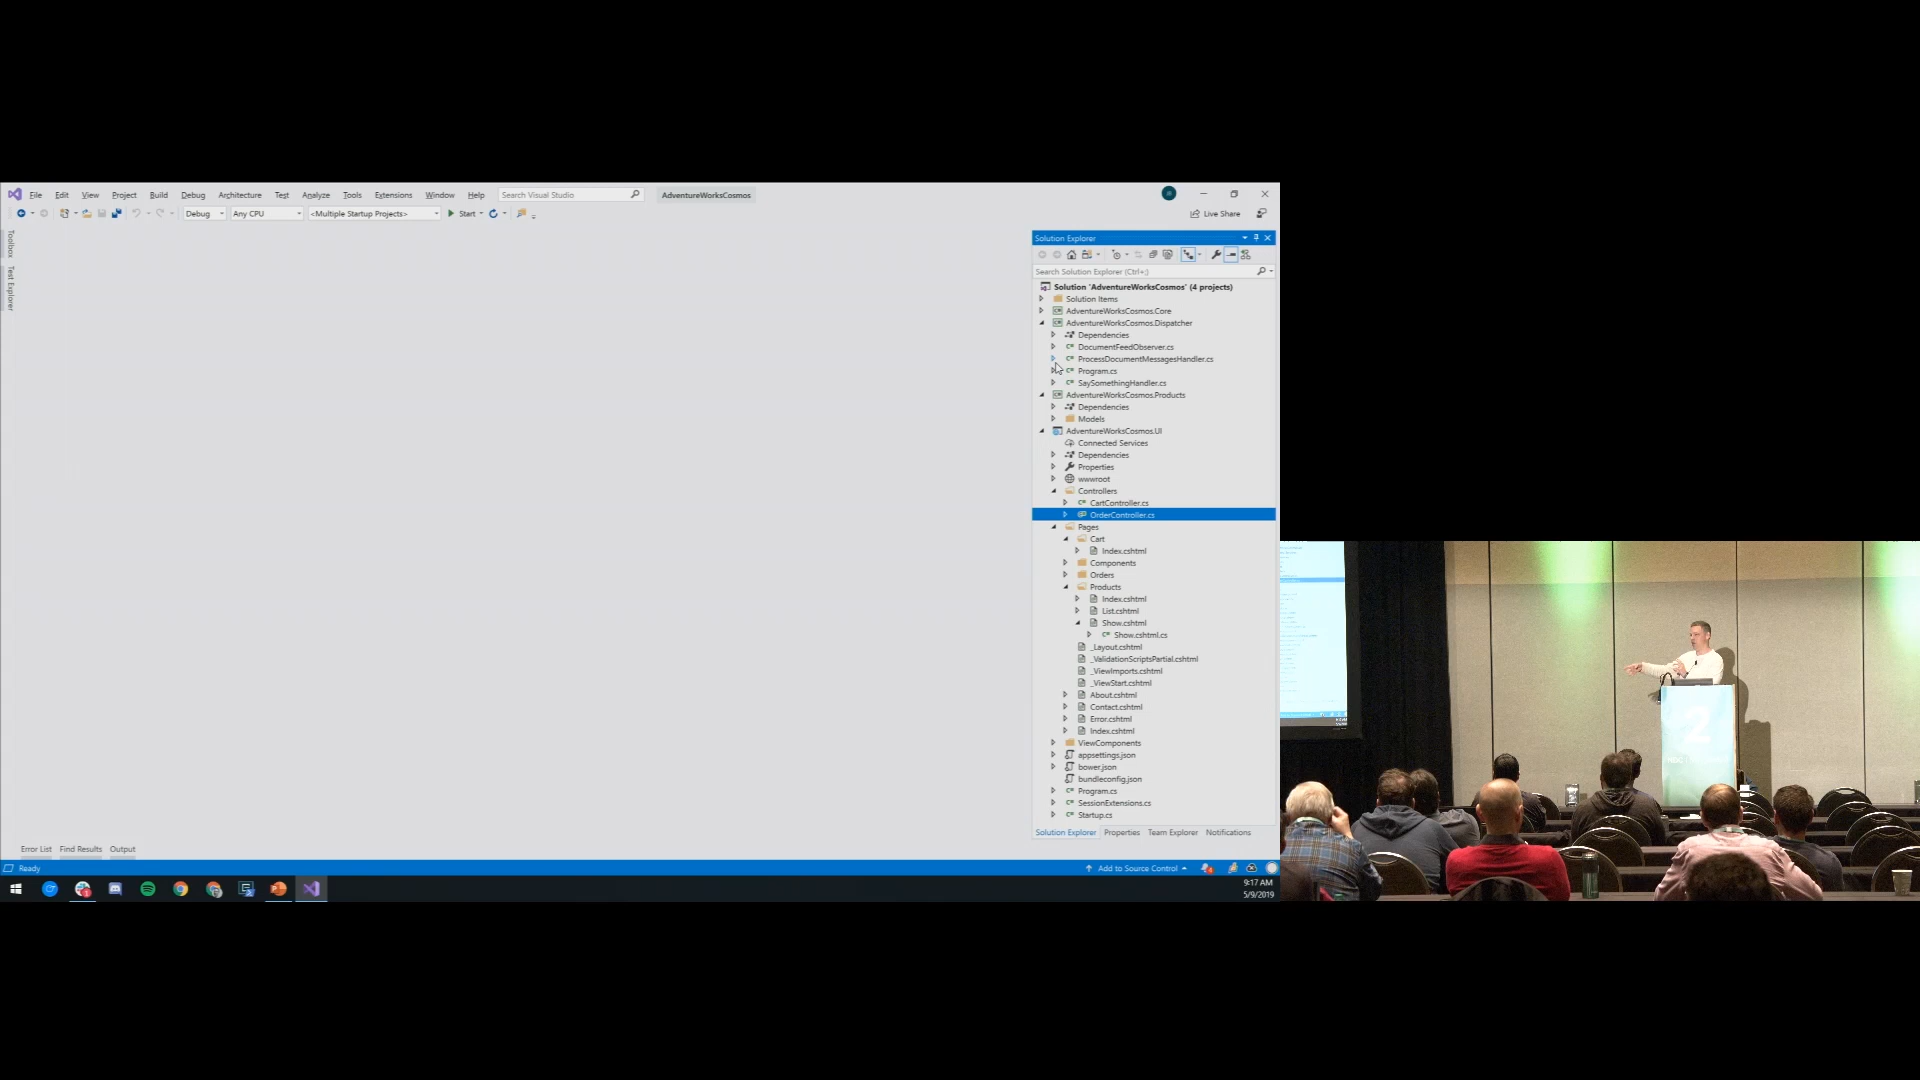 File Edit View Project Build Debug Architecture Test Analyze Tools Extensions Window Help Search Visual Studio AdventureWorksCosmos
Debug Any CPU <Multiple Startup Projects> Start Live Share
Toolbox
Test Explorer
Solution Explorer
Search Solution Explorer (Ctrl+;)
Solution 'AdventureWorksCosmos' (4 projects)
Solution Items
AdventureWorksCosmos.Core
AdventureWorksCosmos.Dispatcher
Dependencies
DocumentFeedObserver.cs
ProcessDocumentMessagesHandler.cs
Program.cs
SaySomethingHandler.cs
AdventureWorksCosmos.Products
Dependencies
Models
AdventureWorksCosmos.UI
Connected Services
Dependencies
Properties
wwwroot
Controllers
CartController.cs
OrderController.cs
Pages
Cart
Index.cshtml
Components
Orders
Products
Index.cshtml
List.cshtml
Show.cshtml
Show.cshtml.cs
_Layout.cshtml
_ValidationScriptsPartial.cshtml
_ViewImports.cshtml
_ViewStart.cshtml
About.cshtml
Contact.cshtml
Error.cshtml
Index.cshtml
ViewComponents
appsettings.json
bower.json
bundleconfig.json
Program.cs
SessionExtensions.cs
Startup.cs
Solution Explorer Properties Team Explorer Notifications
Error List Find Results Output
Ready Add to Source Control
9:17 AM
5/9/2019
2